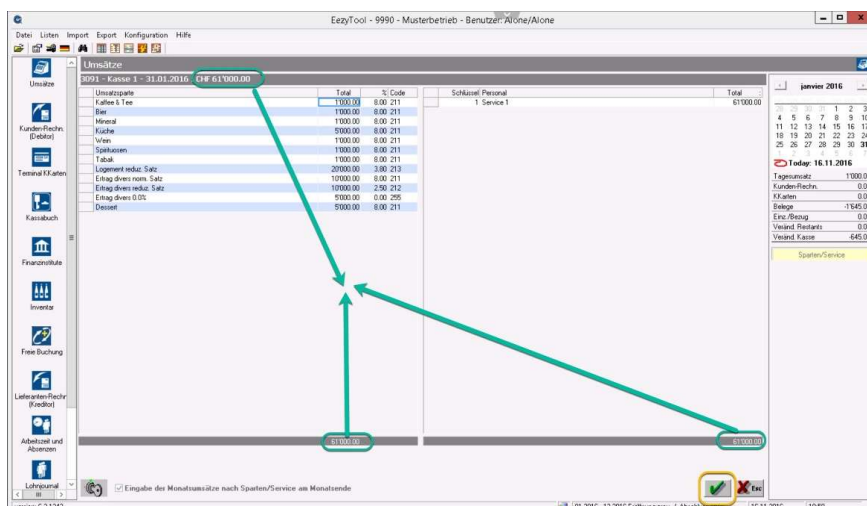 EezyTool - 9990 - Musterbetrieb - Benutzer: Alone/Alone
Datei Listen Import Export Konfiguration Hilfe
Umsätze
3091 - Kasse 1 - 31.01.2016 CHF 61'000.00
Umsatzsparte Total % Code
Kaffee & Tee 1'000.00 8.00 211
Bier 1'000.00 8.00 211
Mineral 1'000.00 8.00 211
Küche 5'000.00 8.00 211
Wein 1'000.00 8.00 211
Spirituosen 1'000.00 8.00 211
Tabak 1'000.00 8.00 211
Logement reduz. Satz 20'000.00 3.80 213
Ertrag divers norm. Satz 10'000.00 8.00 211
Ertrag divers reduz. Satz 10'000.00 2.50 212
Ertrag divers 0.0% 5'000.00 0.00 255
Dessert 5'000.00 8.00 211
61'000.00
Schlüssel Personal Total
1 Service 1 61'000.00
61'000.00
Umsätze
Kunden-Rechn.
(Debitor)
Terminal KKarten
Kassabuch
Finanzinstitute
Inventar
Freie Buchung
Lieferanten-Rechr
(Kreditor)
Arbeitszeit und
Absenzen
Lohnjournal
janvier 2016
1 2 3
4 5 6 7 8 9 10
11 12 13 14 15 16 17
18 19 20 21 22 23 24
25 26 27 28 29 30 31
Today: 16.11.2016
Tagesumsatz 1'000.0
Kunden-Rechn. 0.0
KKarten 0.0
Belege -1'645.0
Einz./Bezug 0.0
Veränd. Restants 0.0
Veränd. Kasse -645.0
Sparten/Service
Eingabe der Monatsumsätze nach Sparten/Service am Monatsende
Esc
16.11.2016